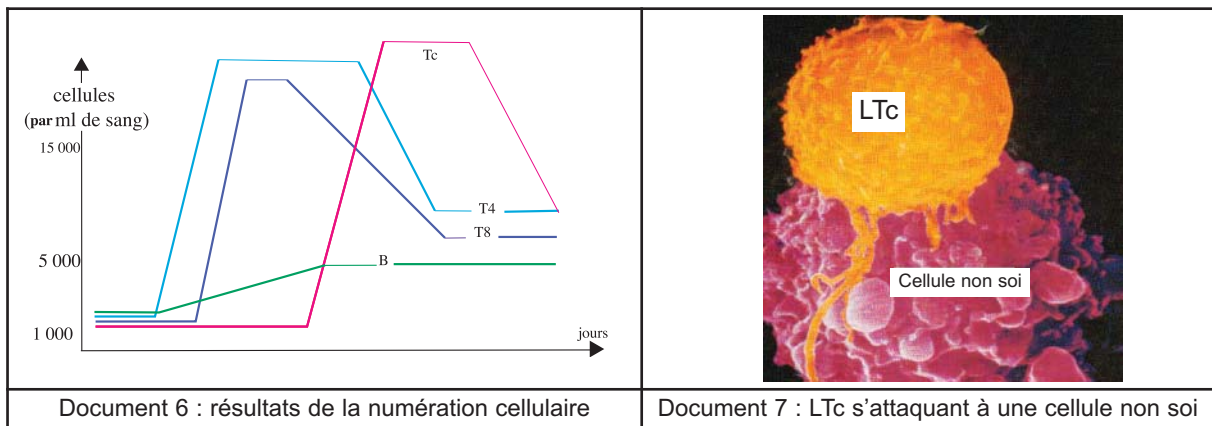 cellules
(par ml de sang)
15 000
5 000
1 000
Tc
T4
T8
B
jours
LTc
Cellule non soi
Document 6 : résultats de la numération cellulaire
Document 7 : LTc s'attaquant à une cellule non soi